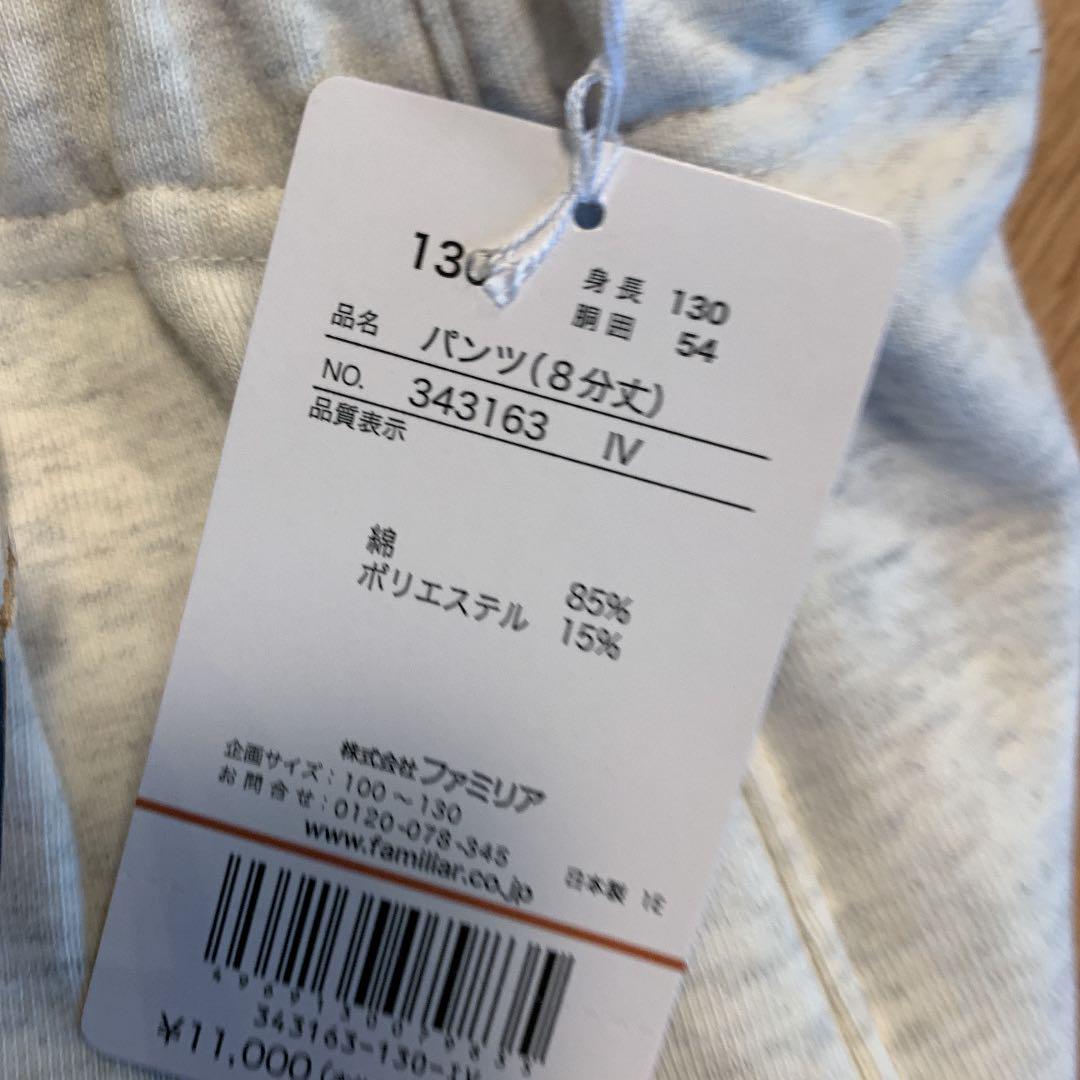 130
身長 130
胴囲 54
品名 パンツ(8分丈)
NO. 343163 IV
品質表示
綿 85%
ポリエステル 15%
株式会社ファミリア
企画サイズ:100~130
お問合せ:0120-078-345
www.familiar.co.jp
日本製 1E
343163-130-IV
¥11,000